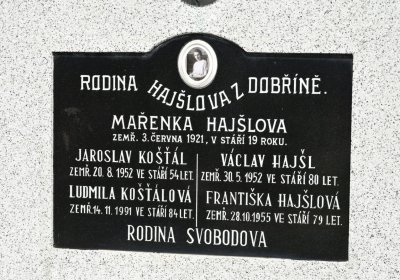 RODINA HAJŠLOVA Z DOBŘÍNĚ.
MAŘENKA HAJŠLOVA
ZEMŘ. 3. ČERVNA 1921, V STÁŘÍ 19 ROKU.
JAROSLAV KOŠŤÁL
ZEMŘ. 20. 8. 1952 VE STÁŘÍ 54 LET.
LUDMILA KOŠŤÁLOVÁ
ZEMŘ. 14. 11. 1991 VE STÁŘÍ 84 LET.
VÁCLAV HAJŠL
ZEMŘ. 30. 5. 1952 VE STÁŘÍ 80 LET.
FRANTIŠKA HAJŠLOVÁ
ZEMŘ. 28. 10. 1955 VE STÁŘÍ 79 LET.
RODINA SVOBODOVA